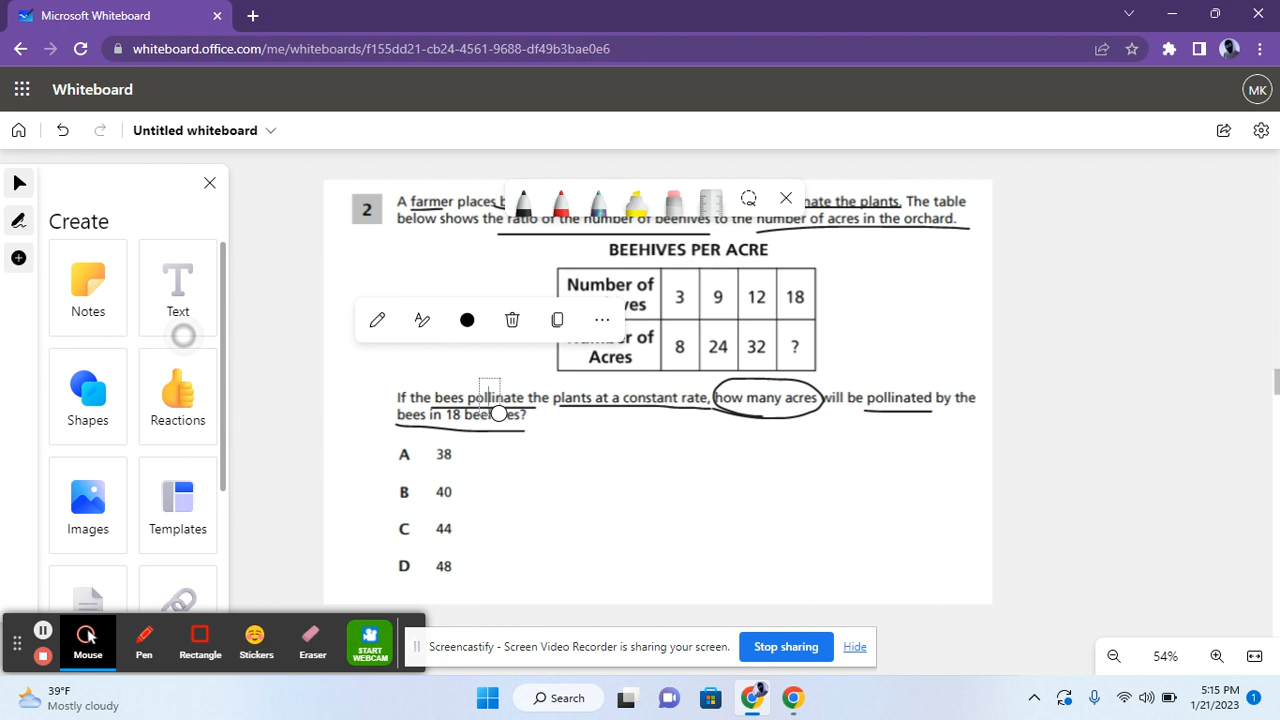 Microsoft Whiteboard
whiteboard.office.com/me/whiteboards/f155dd21-cb24-4561-9688-df49b3bae0e6
Whiteboard
MK
Untitled whiteboard
Create
Notes
Text
Shapes
Reactions
Images
Templates
2
A farmer places
nate the plants. The table
below shows the ratio of the number of beehives to the number of acres in the orchard.
BEEHIVES PER ACRE
Number of
ves
3 9 12 18
Number of
Acres
8 24 32 ?
If the bees pollinate the plants at a constant rate, how many acres will be pollinated by the
bees in 18 beehives?
A 38
B 40
C 44
D 48
Mouse
Pen
Rectangle
Stickers
Eraser
START
WEBCAM
Screencastify - Screen Video Recorder is sharing your screen.
Stop sharing
Hide
54%
39°F
Mostly cloudy
Search
5:15 PM
1/21/2023
1